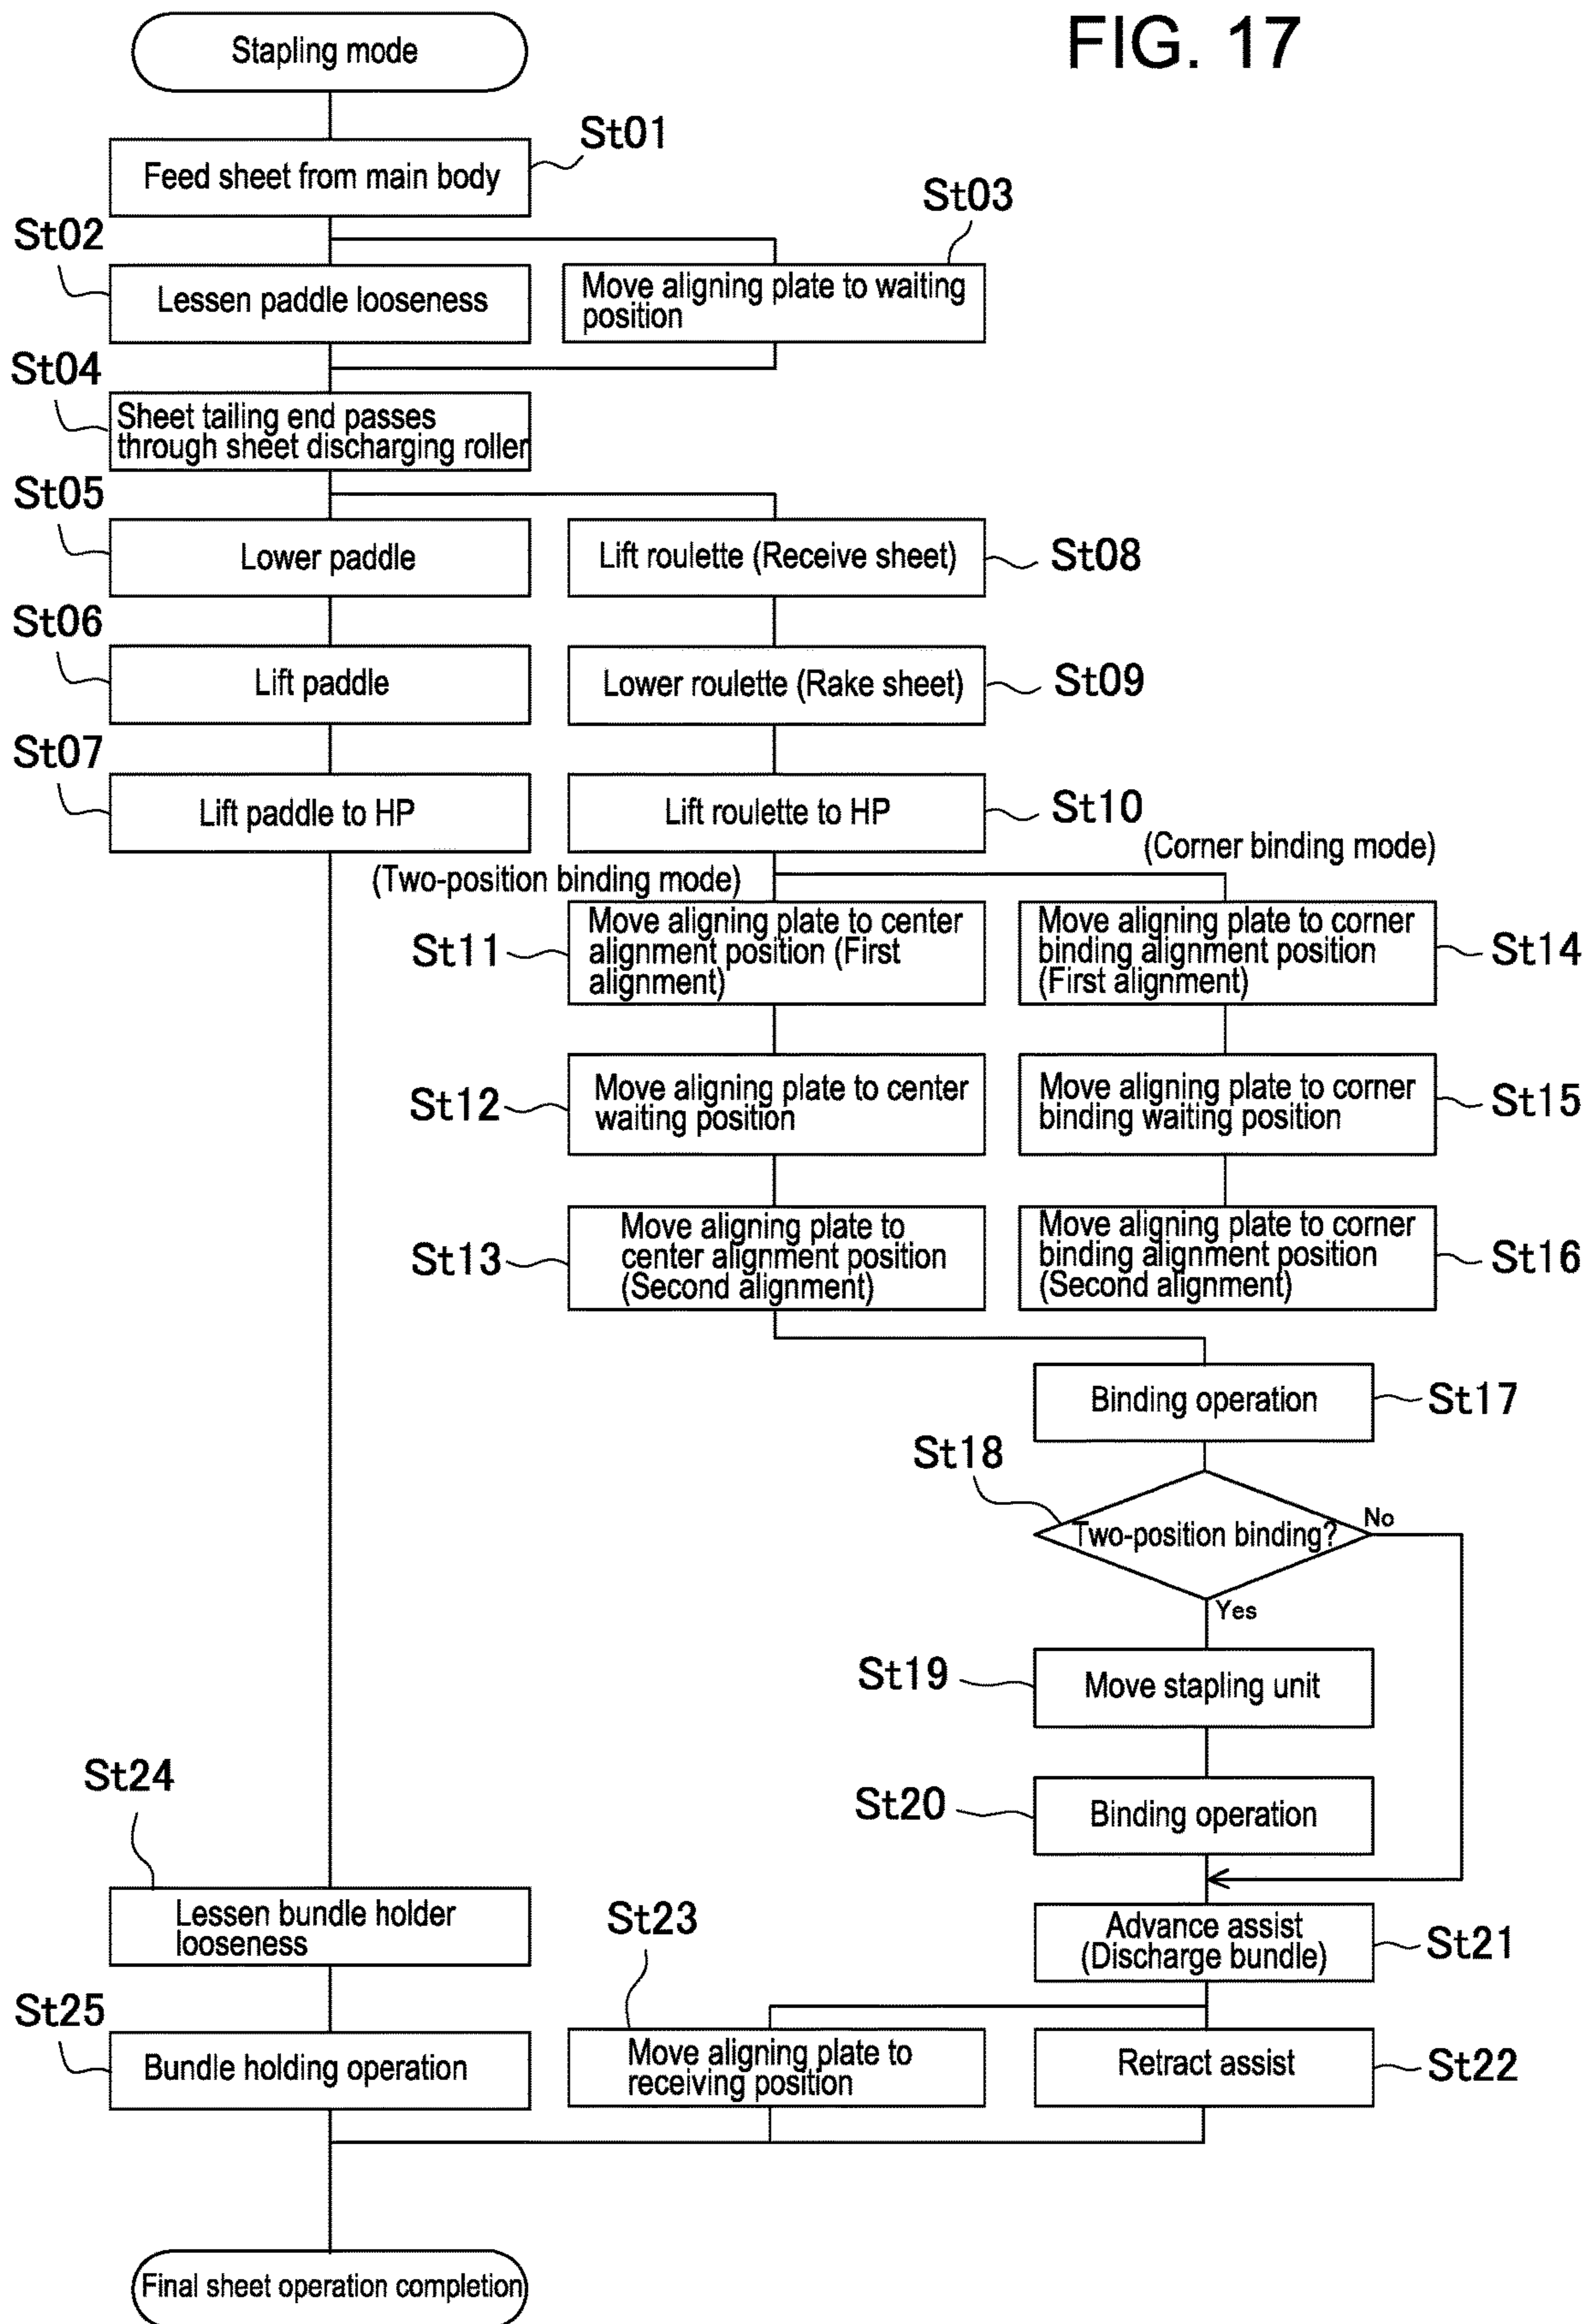 FIG. 17
Stapling mode
St01
Feed sheet from main body
St02
St03
Lessen paddle looseness
Move aligning plate to waiting
position
St04
Sheet tailing end passes
through sheet discharging roller
St05
Lower paddle
Lift roulette (Receive sheet)
St08
St06
Lift paddle
Lower roulette (Rake sheet)
St09
St07
Lift paddle to HP
Lift roulette to HP
St10
(Two-position binding mode)
(Corner binding mode)
St11
Move aligning plate to center
alignment position (First
alignment)
Move aligning plate to corner
binding alignment position
(First alignment)
St14
St12
Move aligning plate to center
waiting position
Move aligning plate to corner
binding waiting position
St15
St13
Move aligning plate to
center alignment position
(Second alignment)
Move aligning plate to corner
binding alignment position
(Second alignment)
St16
Binding operation
St17
St18
Two-position binding?
No
Yes
St19
Move stapling unit
St20
Binding operation
St24
Lessen bundle holder
looseness
St23
Advance assist
(Discharge bundle)
St21
St25
Bundle holding operation
Move aligning plate to
receiving position
Retract assist
St22
Final sheet operation completion